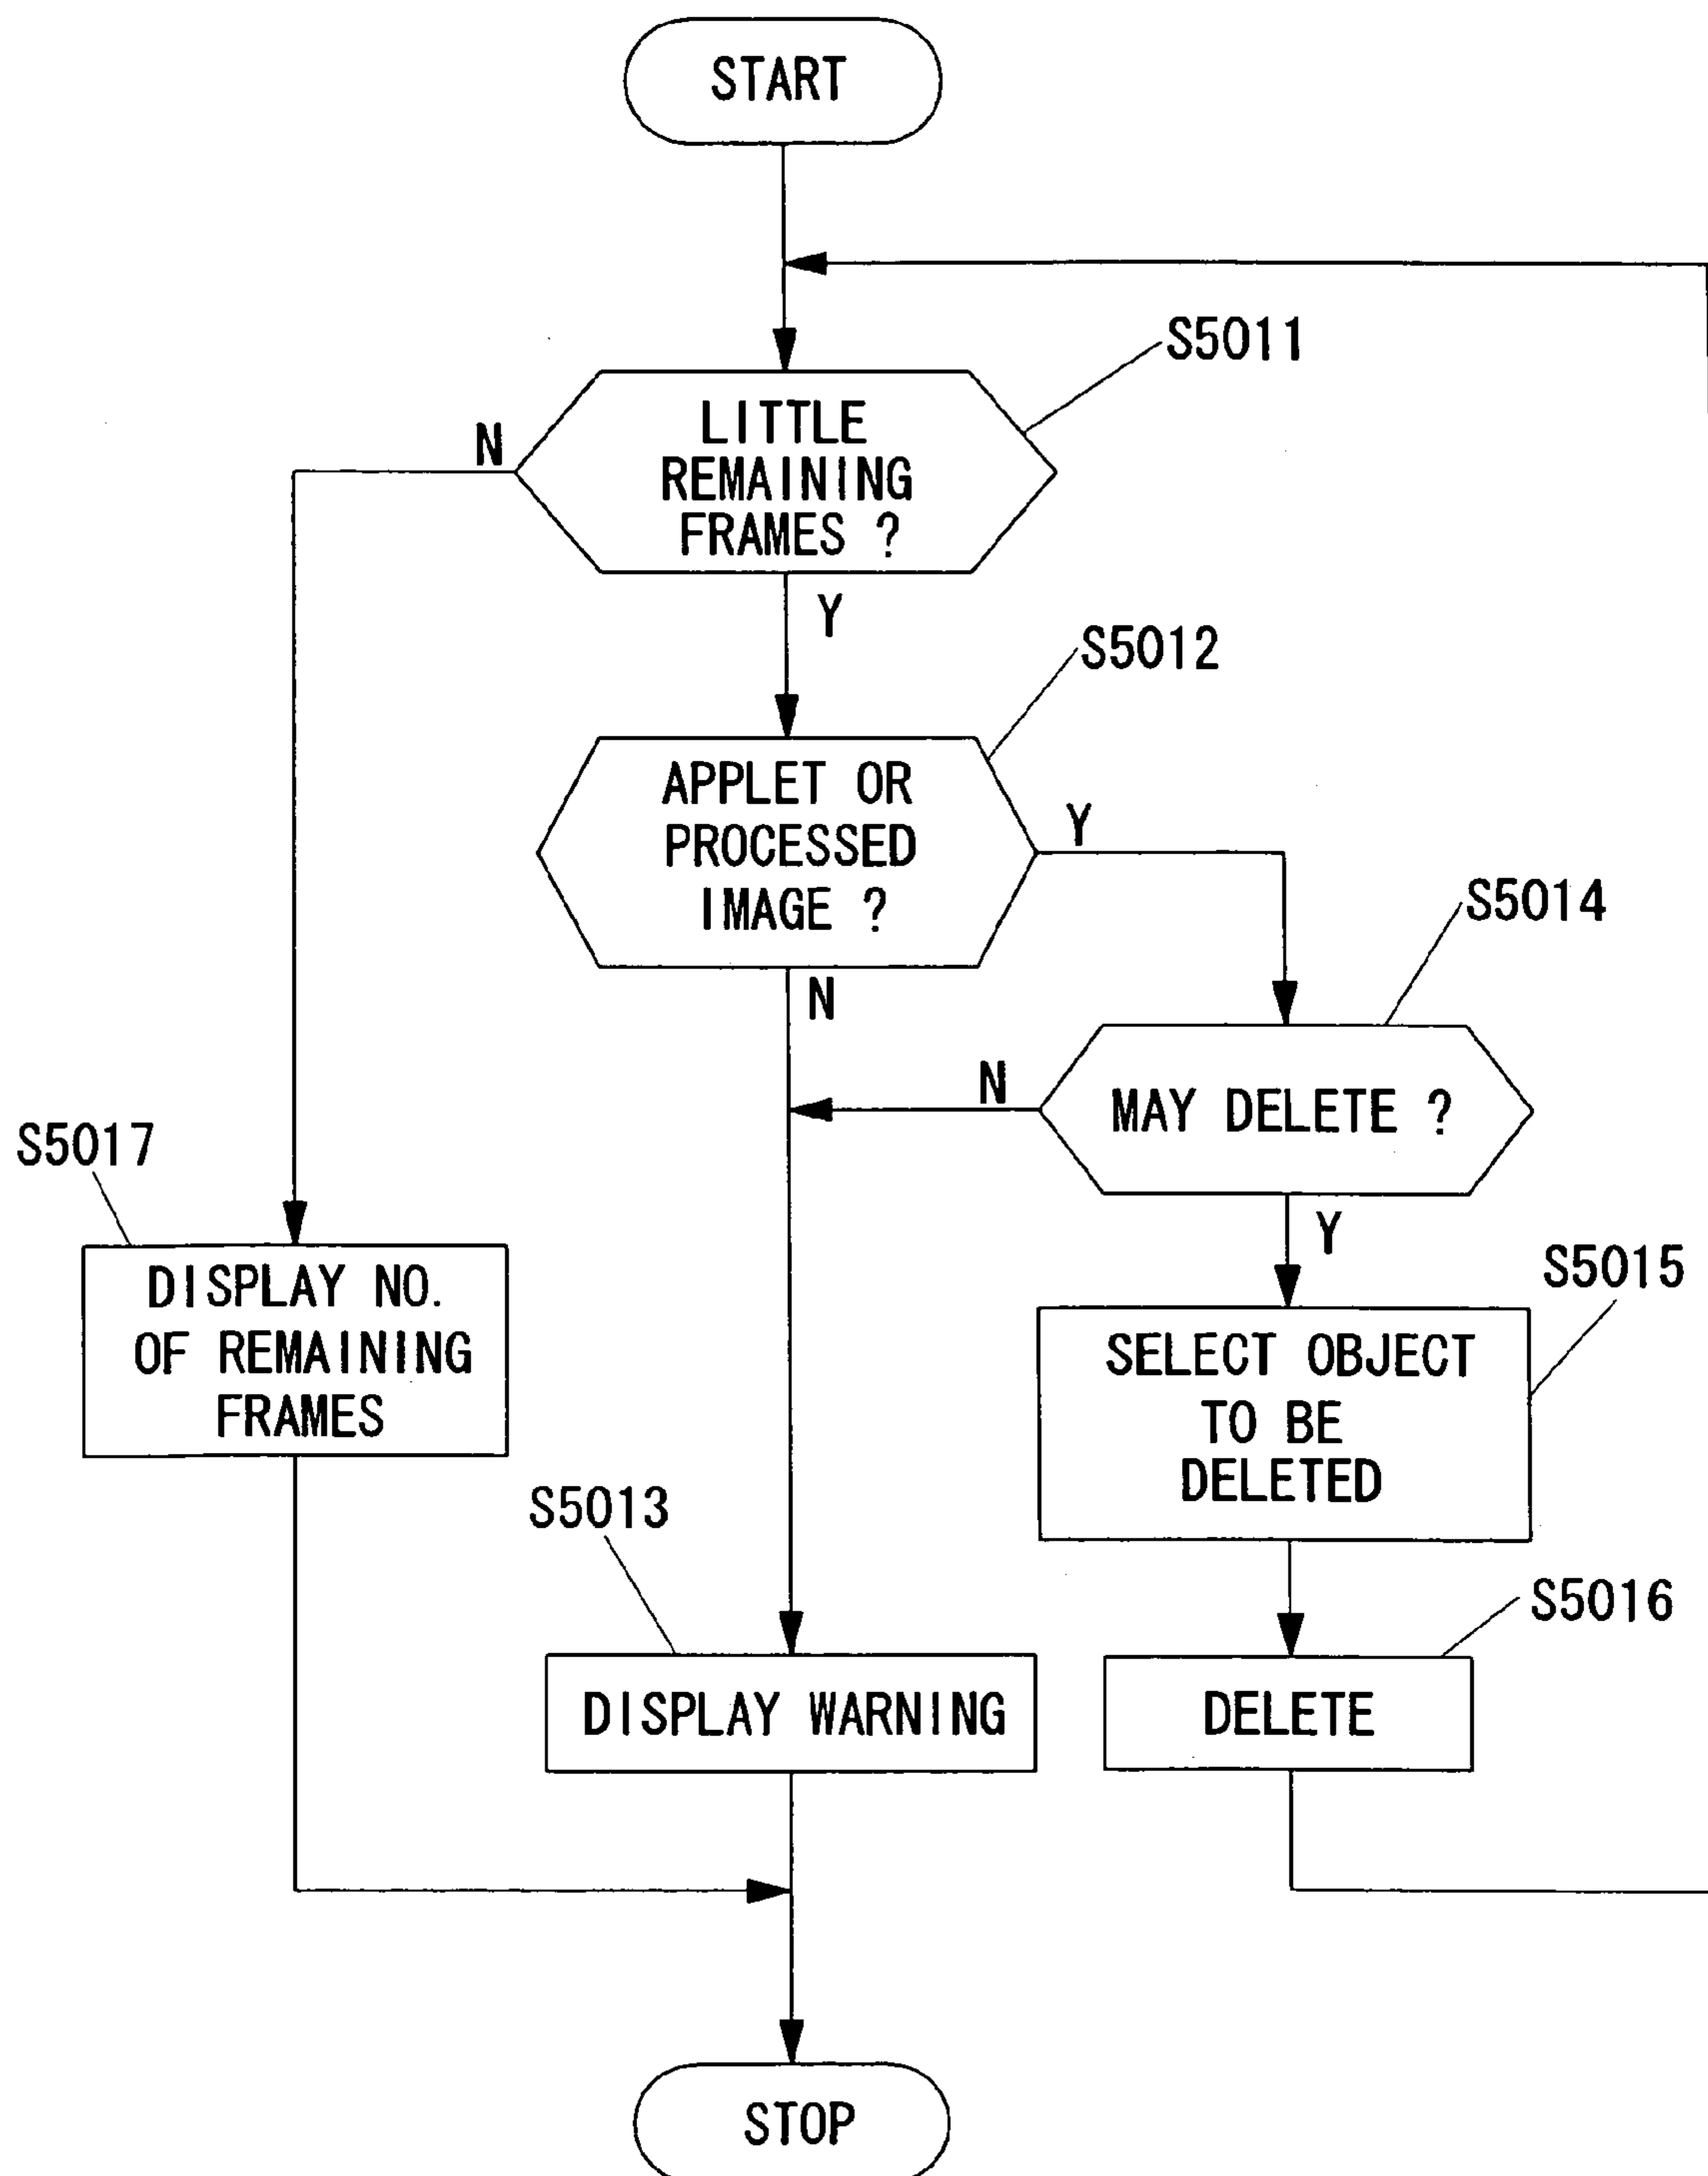 START
S5011
N
LITTLE
REMAINING
FRAMES ?
Y
S5012
APPLET OR
PROCESSED
IMAGE ?
Y
S5014
N
N
MAY DELETE ?
S5017
Y
DISPLAY NO.
OF REMAINING
FRAMES
S5015
SELECT OBJECT
TO BE
DELETED
S5013
S5016
DISPLAY WARNING
DELETE
STOP